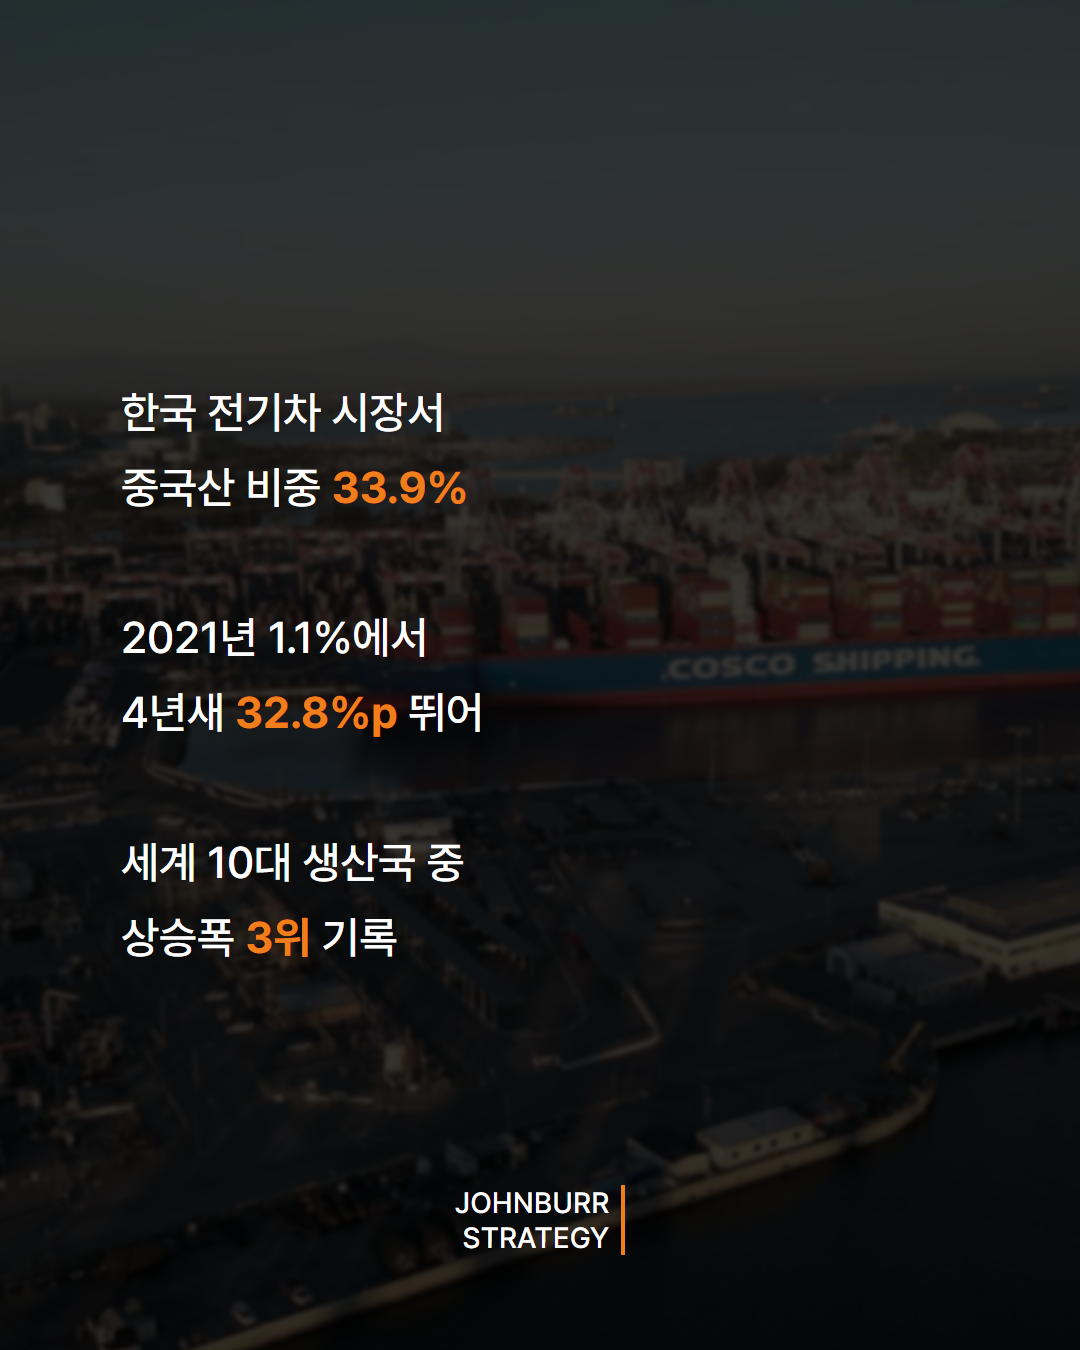 한국 전기차 시장서
중국산 비중 33.9%
2021년 1.1%에서
4년새 32.8%p 뛰어
COSCO SHIPPING
세계 10대 생산국 중
상승폭 3위 기록
JOHNBURR
STRATEGY